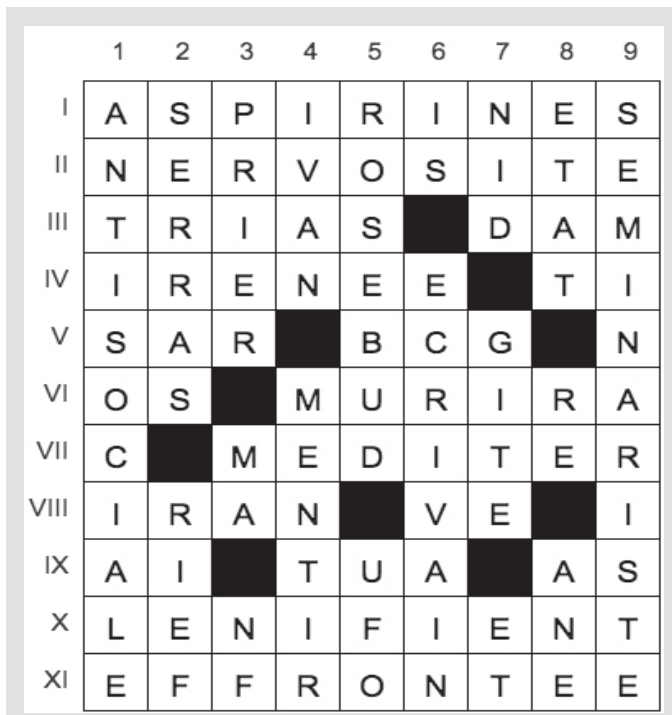 1 2 3 4 5 6 7 8 9
I A S P I R I N E S
II N E R V O S I T E
III T R I A S D A M
IV I R E N E E T I
V S A R B C G N
VI O S M U R I R A
VII C M E D I T E R
VIII I R A N V E I
IX A I T U A A S
X L E N I F I E N T
XI E F F R O N T E E